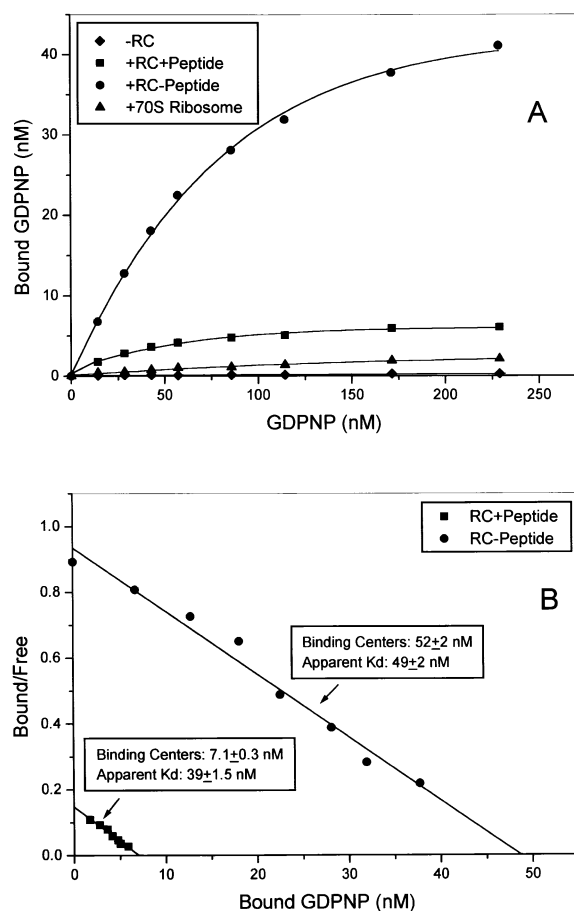 -RC
+RC+Peptide
+RC-Peptide
+70S Ribosome
A
40
30
20
10
0
Bound GDPNP (nM)
0 50 100 150 200 250
GDPNP (nM)
RC+Peptide
RC-Peptide
B
1.0
0.8
0.6
0.4
0.2
0.0
Bound/Free
Binding Centers: 52±2 nM
Apparent Kd: 49±2 nM
Binding Centers: 7.1±0.3 nM
Apparent Kd: 39±1.5 nM
0 10 20 30 40 50
Bound GDPNP (nM)